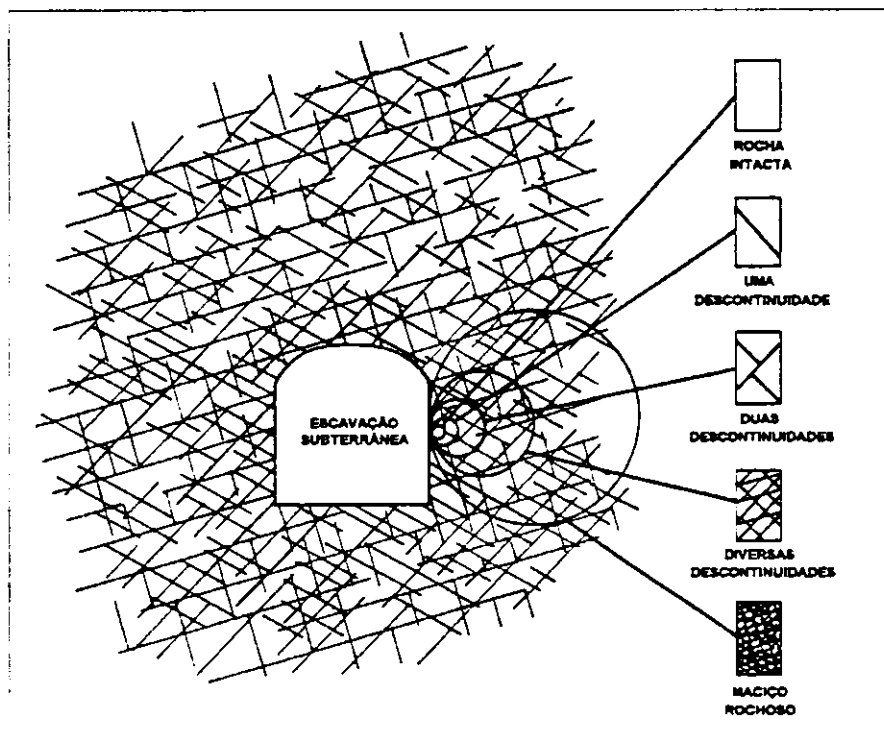 ROCHA
INTACTA
UMA
DESCONTINUIDADE
ESCAVAÇÃO
SUBTERRÂNEA
DUAS
DESCONTINUIDADES
DIVERSAS
DESCONTINUIDADES
MACIÇO
ROCHOSO